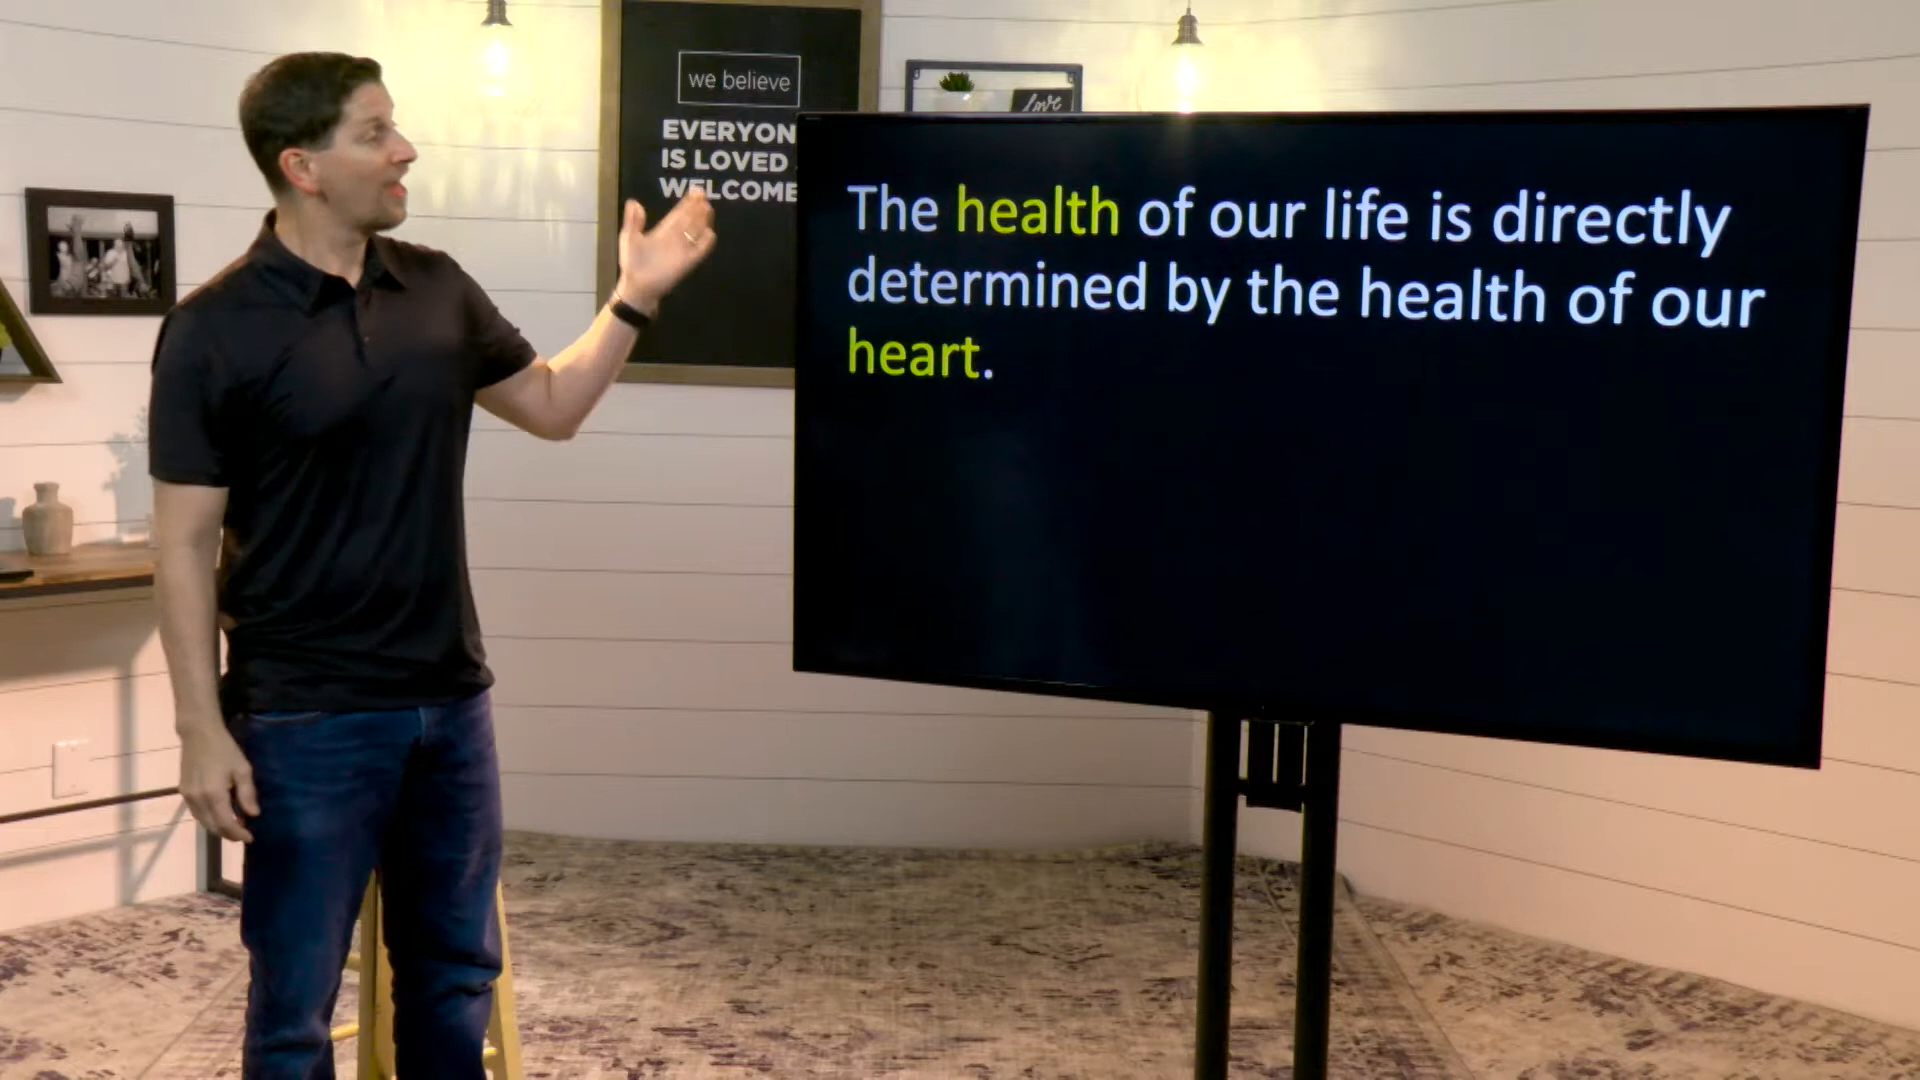 we believe
EVERYON
IS LOVED
WELCOME
love
The health of our life is directly
determined by the health of our
heart.